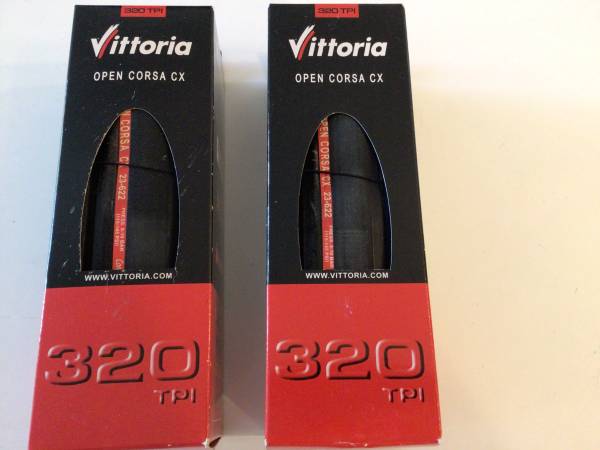 320 TPI
Vittoria
OPEN CORSA CX
N CORSA C
23-622
WWW.VITTORIA.COM
320
TPI
320 TPI
Vittoria
OPEN CORSA CX
OPEN CORSA CX 23-622
WWW.VITTORIA.COM
320
TPI